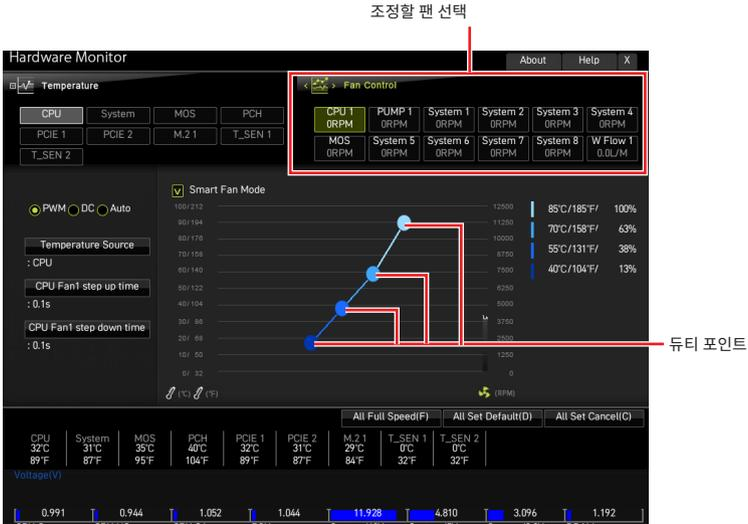 조정할 팬 선택
Hardware Monitor
About Help X
Temperature
CPU System MOS PCH
PCIE 1 PCIE 2 M.2 1 T_SEN 1
T_SEN 2
Fan Control
CPU 1 PUMP 1 System 1 System 2 System 3 System 4
0RPM 0RPM 0RPM 0RPM 0RPM 0RPM
MOS System 5 System 6 System 7 System 8 W Flow 1
0RPM 0RPM 0RPM 0RPM 0RPM 0.0L/M
PWM DC Auto
Temperature Source
: CPU
CPU Fan1 step up time
: 0.1s
CPU Fan1 step down time
: 0.1s
Smart Fan Mode
100/212 12500
90/194 11250
80/176 10000
70/158 8750
60/140 7500
50/122 6250
40/104 5000
30/ 86 3750
20/ 68 2500
10/ 50 1250
0/ 32 0
(℃) (℉) (RPM)
85℃/185℉/ 100%
70℃/158℉/ 63%
55℃/131℉/ 38%
40℃/104℉/ 13%
듀티 포인트
All Full Speed(F) All Set Default(D) All Set Cancel(C)
CPU System MOS PCH PCIE 1 PCIE 2 M.2 1 T_SEN 1 T_SEN 2
32℃ 31℃ 35℃ 40℃ 32℃ 31℃ 29℃ 0℃ 0℃
89℉ 87℉ 95℉ 104℉ 89℉ 87℉ 84℉ 32℉ 32℉
Voltage(V)
0.991 0.944 1.052 1.044 11.928 4.810 3.096 1.192